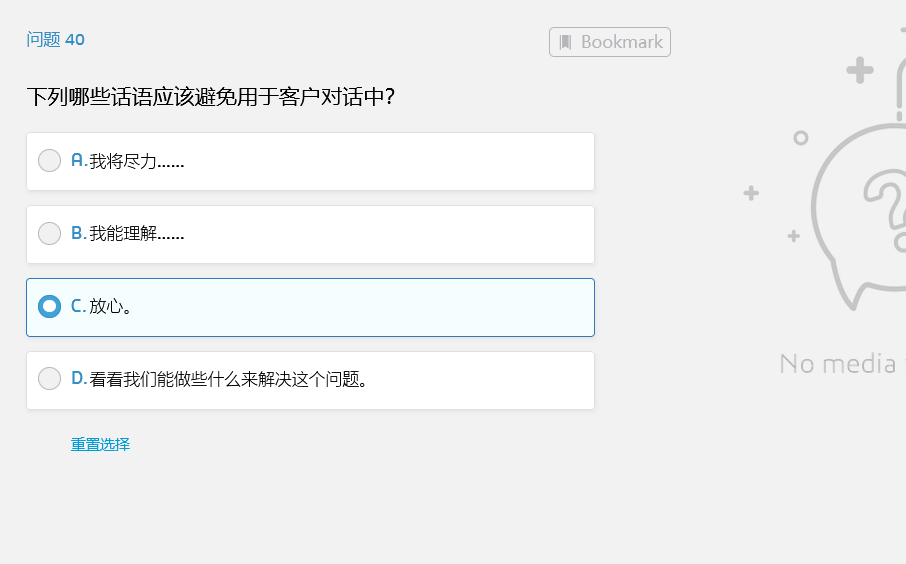 问题 40
Bookmark
下列哪些话语应该避免用于客户对话中?
A.我将尽力......
B.我能理解......
C.放心。
D.看看我们能做些什么来解决这个问题。
重置选择
No media